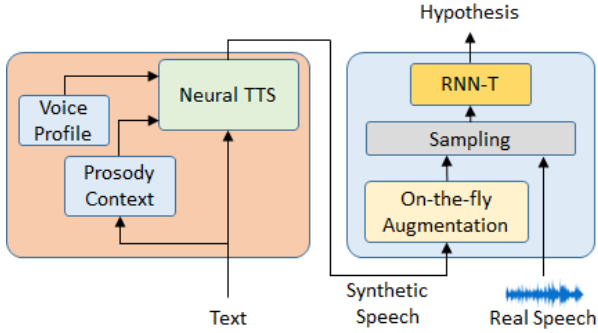 Hypothesis
Neural TTS
RNN-T
Voice
Profile
Sampling
Prosody
Context
On-the-fly
Augmentation
Text
Synthetic
Speech
Real Speech